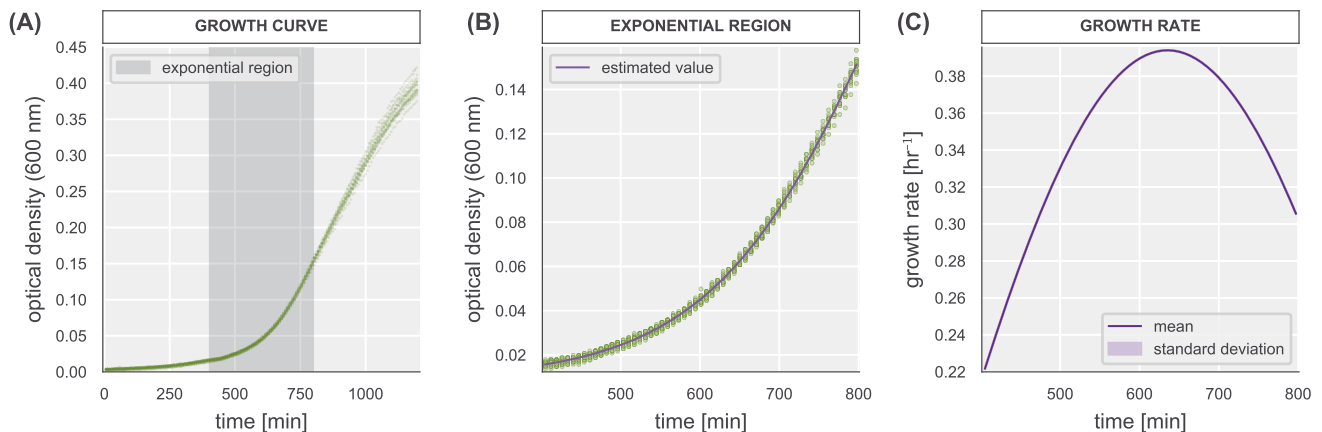 (A)
GROWTH CURVE
0.45
0.40
0.35
0.30
0.25
0.20
0.15
0.10
0.05
0.00
optical density (600 nm)
exponential region
0
250
500
750
1000
time [min]
(B)
EXPONENTIAL REGION
0.14
0.12
0.10
0.08
0.06
0.04
0.02
optical density (600 nm)
estimated value
500
600
700
800
time [min]
(C)
GROWTH RATE
0.38
0.36
0.34
0.32
0.30
0.28
0.26
0.24
0.22
growth rate [hr⁻¹]
mean
standard deviation
500
600
700
800
time [min]